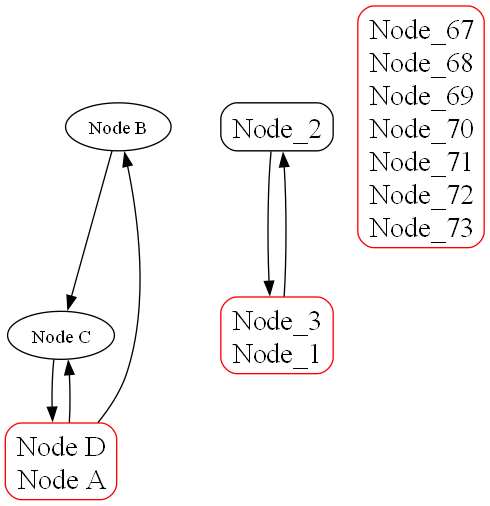 Node B
Node C
Node D
Node A
Node_2
Node_3
Node_1
Node_67
Node_68
Node_69
Node_70
Node_71
Node_72
Node_73